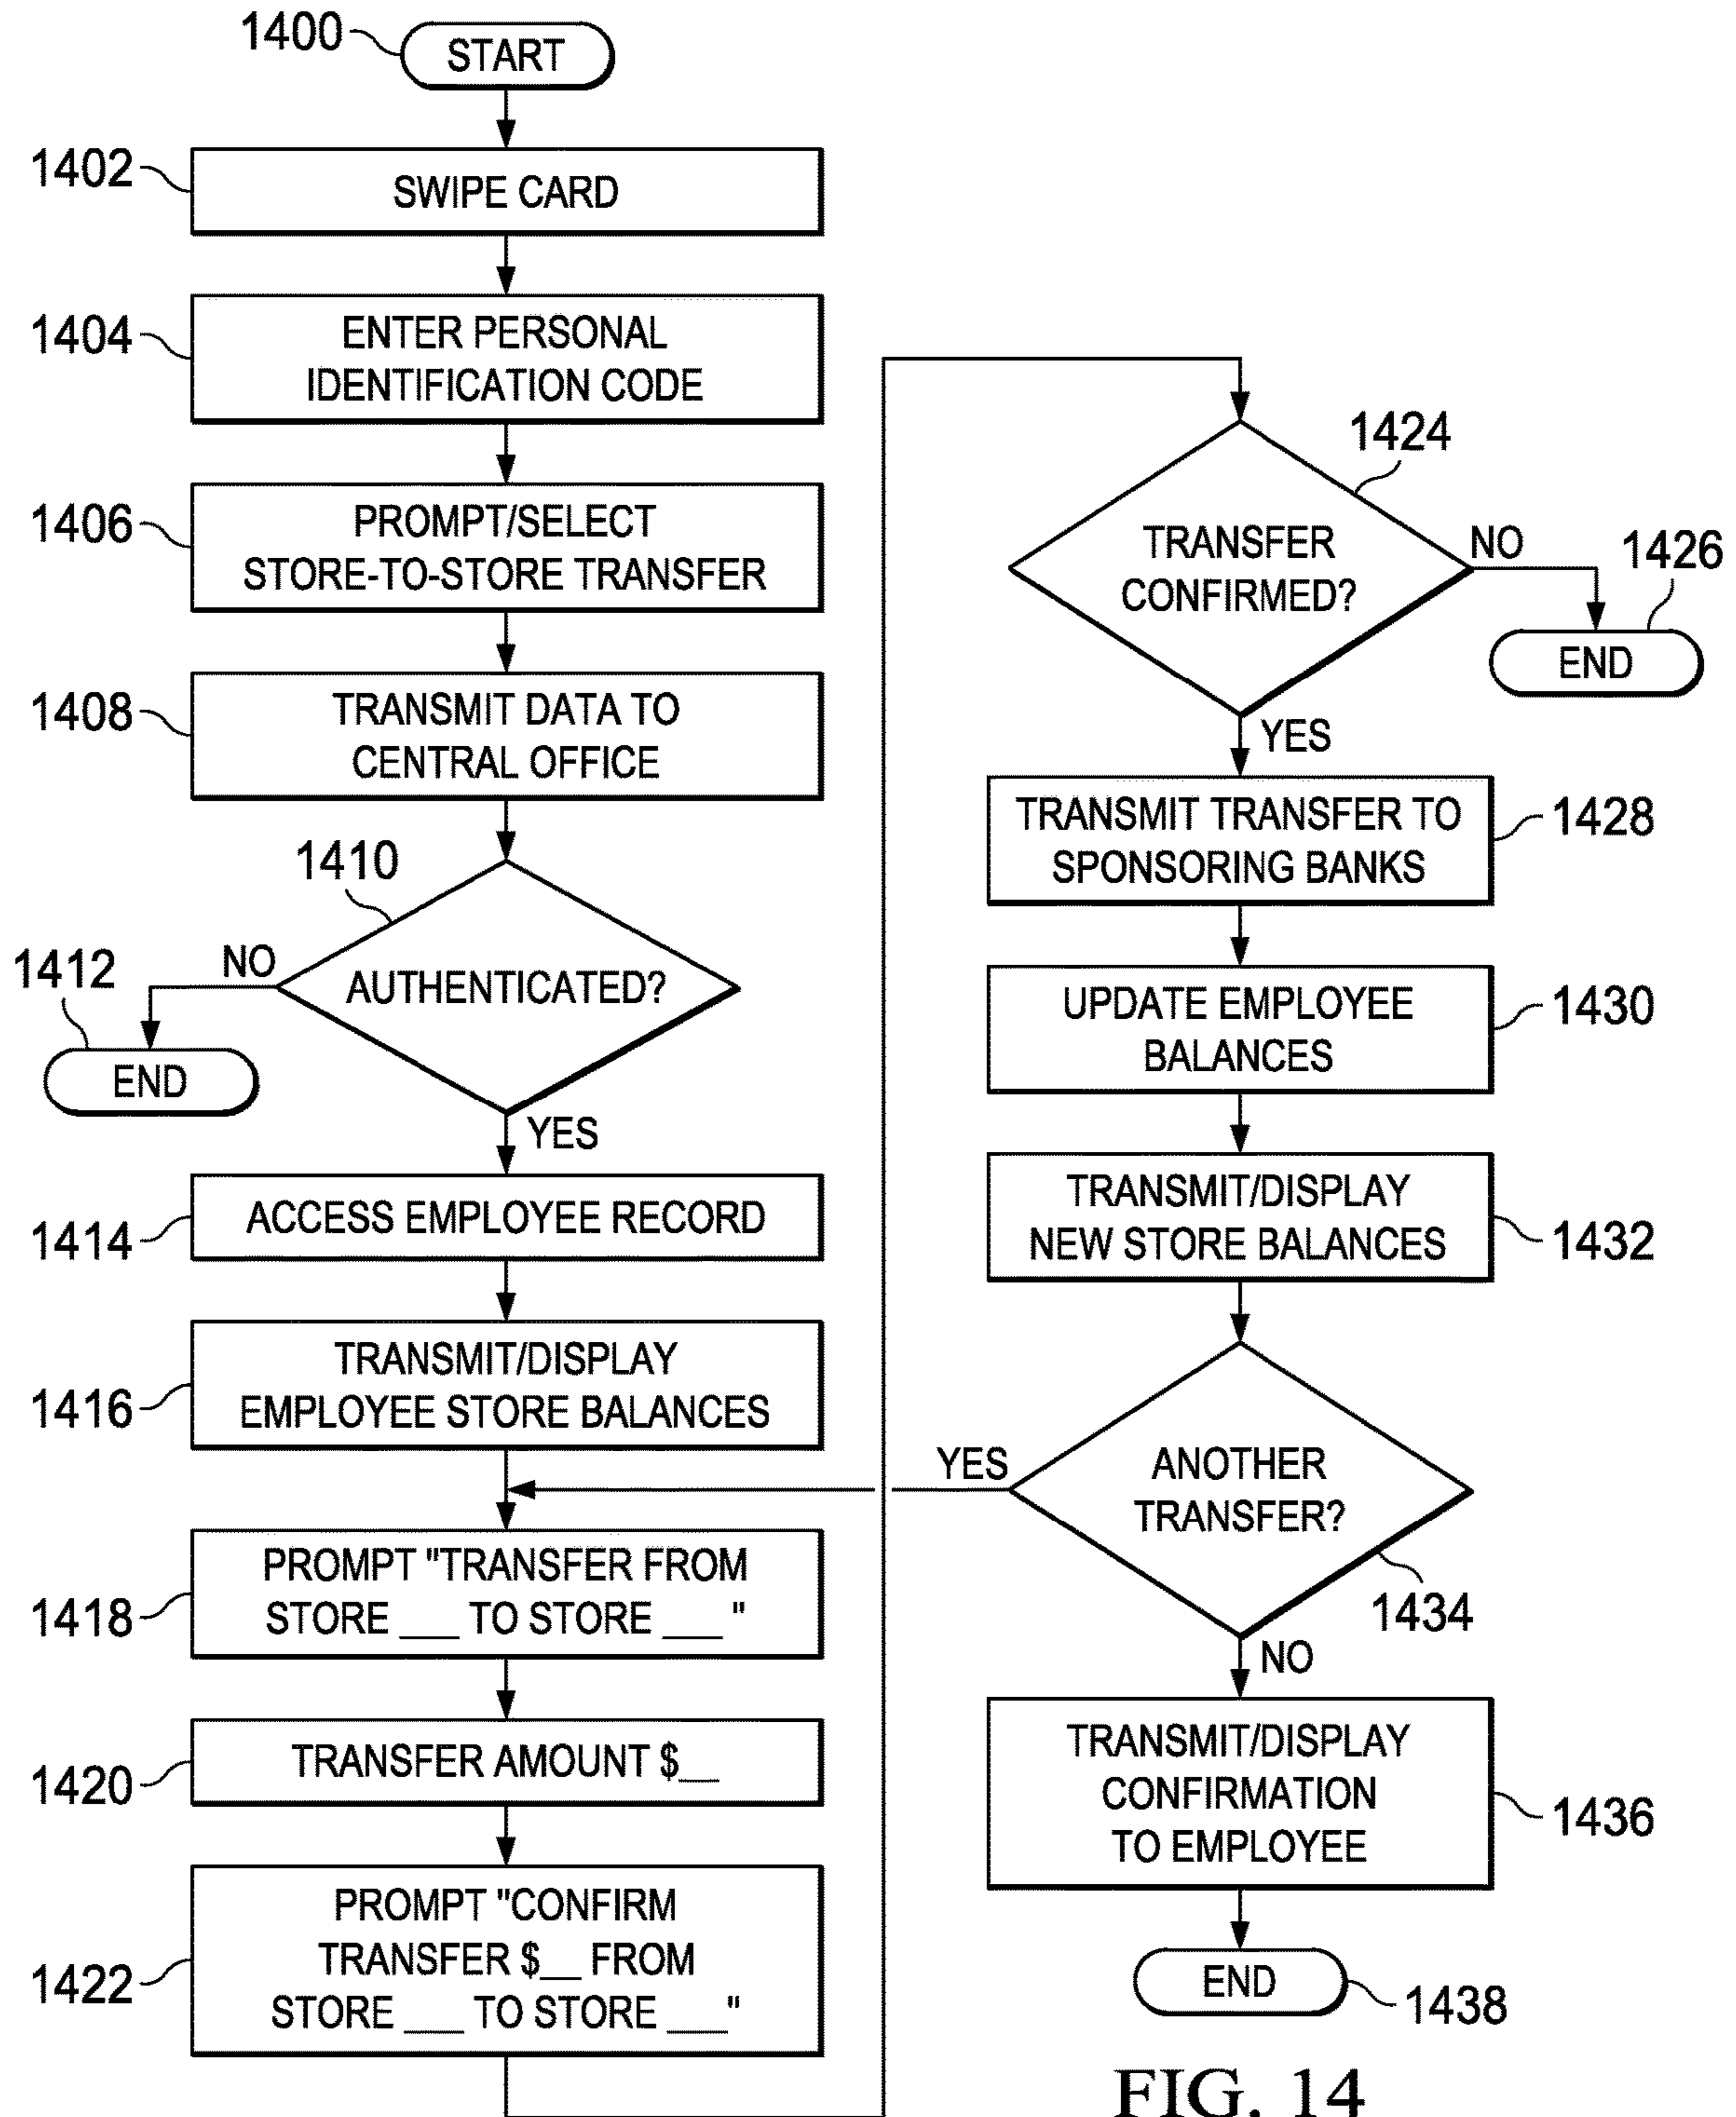 1400
START
1402
SWIPE CARD
1404
ENTER PERSONAL
IDENTIFICATION CODE
1406
PROMPT/SELECT
STORE-TO-STORE TRANSFER
1408
TRANSMIT DATA TO
CENTRAL OFFICE
1410
AUTHENTICATED?
NO
1412
END
YES
1414
ACCESS EMPLOYEE RECORD
1416
TRANSMIT/DISPLAY
EMPLOYEE STORE BALANCES
1418
PROMPT "TRANSFER FROM
STORE ___ TO STORE ___"
1420
TRANSFER AMOUNT $__
1422
PROMPT "CONFIRM
TRANSFER $__ FROM
STORE ___ TO STORE ___"
1424
TRANSFER
CONFIRMED?
NO
1426
END
YES
1428
TRANSMIT TRANSFER TO
SPONSORING BANKS
1430
UPDATE EMPLOYEE
BALANCES
1432
TRANSMIT/DISPLAY
NEW STORE BALANCES
YES
ANOTHER
TRANSFER?
1434
NO
1436
TRANSMIT/DISPLAY
CONFIRMATION
TO EMPLOYEE
END
1438
FIG. 14